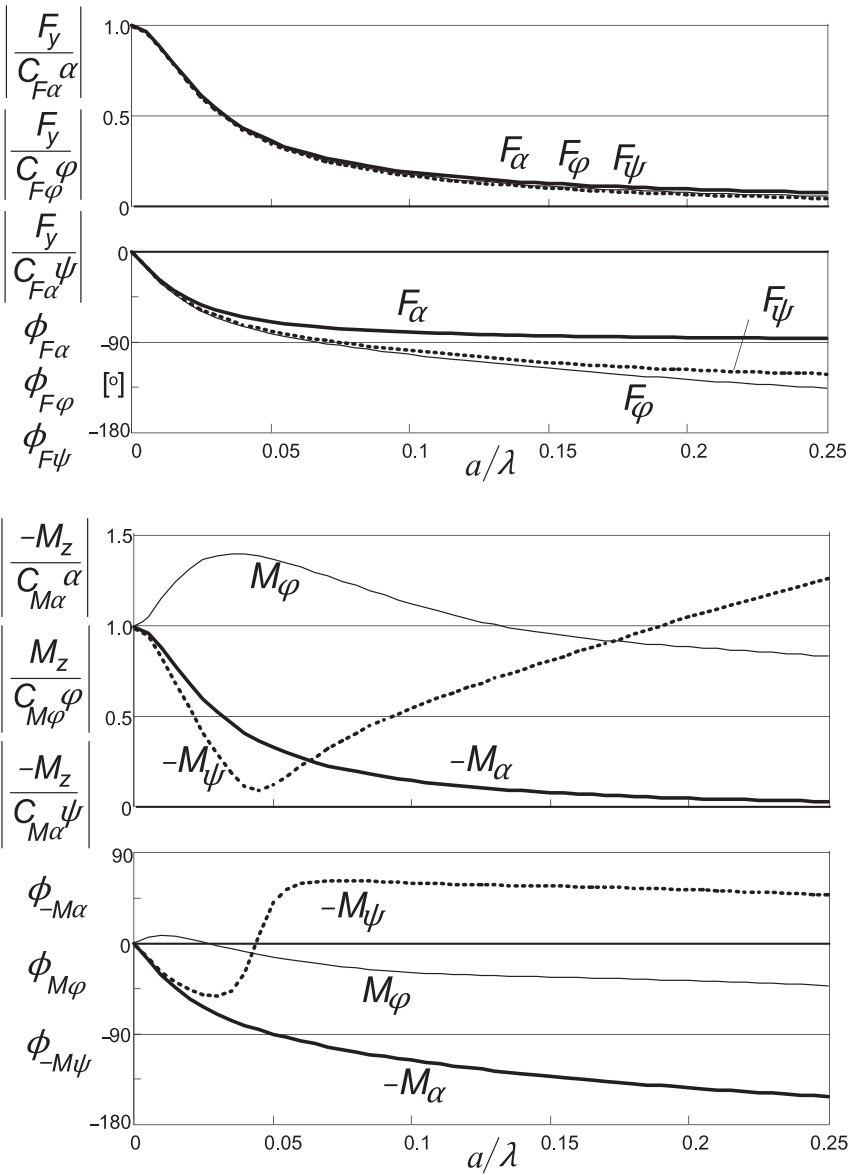 F_y
C_Fα α
F_y
C_Fφ φ
F_y
C_Fα ψ
1.0
0.5
0
F_α F_φ F_ψ
ϕ_Fα
ϕ_Fφ [°]
ϕ_Fψ
0
-90
-180
F_α
F_ψ
F_φ
0 0.05 0.1 0.15 0.2 0.25
a/λ
-M_z
C_Mα α
M_z
C_Mφ φ
-M_z
C_Mα ψ
1.5
1.0
0.5
0
M_φ
-M_ψ
-M_α
ϕ_-Mα
ϕ_Mφ
ϕ_-Mψ
90
0
-90
-180
-M_ψ
M_φ
-M_α
0 0.05 0.1 0.15 0.2 0.25
a/λ